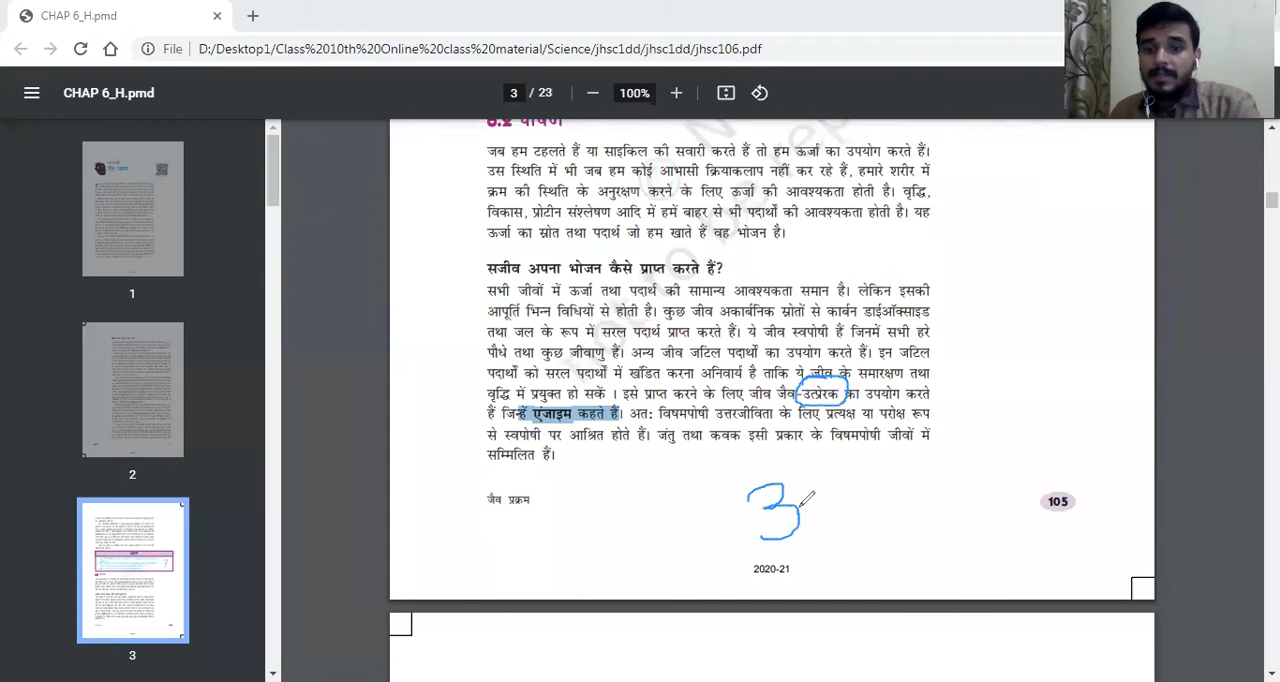 CHAP 6_H.pmd
File D:/Desktop1/Class%2010th%20Online%20class%20material/Science/jhsc1dd/jhsc1dd/jhsc106.pdf
CHAP 6_H.pmd
3 / 23
100%
1
2
3
6.2 पोषण
जब हम टहलते हैं या साइकिल की सवारी करते हैं तो हम ऊर्जा का उपयोग करते हैं।
उस स्थिति में भी जब हम कोई आभासी क्रियाकलाप नहीं कर रहे हैं, हमारे शरीर में
क्रम की स्थिति के अनुरक्षण करने के लिए ऊर्जा की आवश्यकता होती है। वृद्धि,
विकास, प्रोटीन संश्लेषण आदि में हमें बाहर से भी पदार्थों की आवश्यकता होती है। यह
ऊर्जा का स्रोत तथा पदार्थ जो हम खाते हैं वह भोजन है।
सजीव अपना भोजन कैसे प्राप्त करते हैं?
सभी जीवों में ऊर्जा तथा पदार्थ की सामान्य आवश्यकता समान है। लेकिन इसकी
आपूर्ति भिन्न विधियों से होती है। कुछ जीव अकार्बनिक स्रोतों से कार्बन डाईऑक्साइड
तथा जल के रूप में सरल पदार्थ प्राप्त करते हैं। ये जीव स्वपोषी हैं जिनमें सभी हरे
पौधे तथा कुछ जीवाणु हैं। अन्य जीव जटिल पदार्थों का उपयोग करते हैं। इन जटिल
पदार्थों को सरल पदार्थों में खंडित करना अनिवार्य है ताकि ये जीव के समारक्षण तथा
वृद्धि में प्रयुक्त हो सकें । इसे प्राप्त करने के लिए जीव जैव-उत्प्रेरक का उपयोग करते
हैं जिन्हें एंजाइम कहते हैं। अत: विषमपोषी उत्तरजीविता के लिए प्रत्यक्ष या परोक्ष रूप
से स्वपोषी पर आश्रित होते हैं। जंतु तथा कवक इसी प्रकार के विषमपोषी जीवों में
सम्मिलित हैं।
जैव प्रक्रम
3
105
2020-21